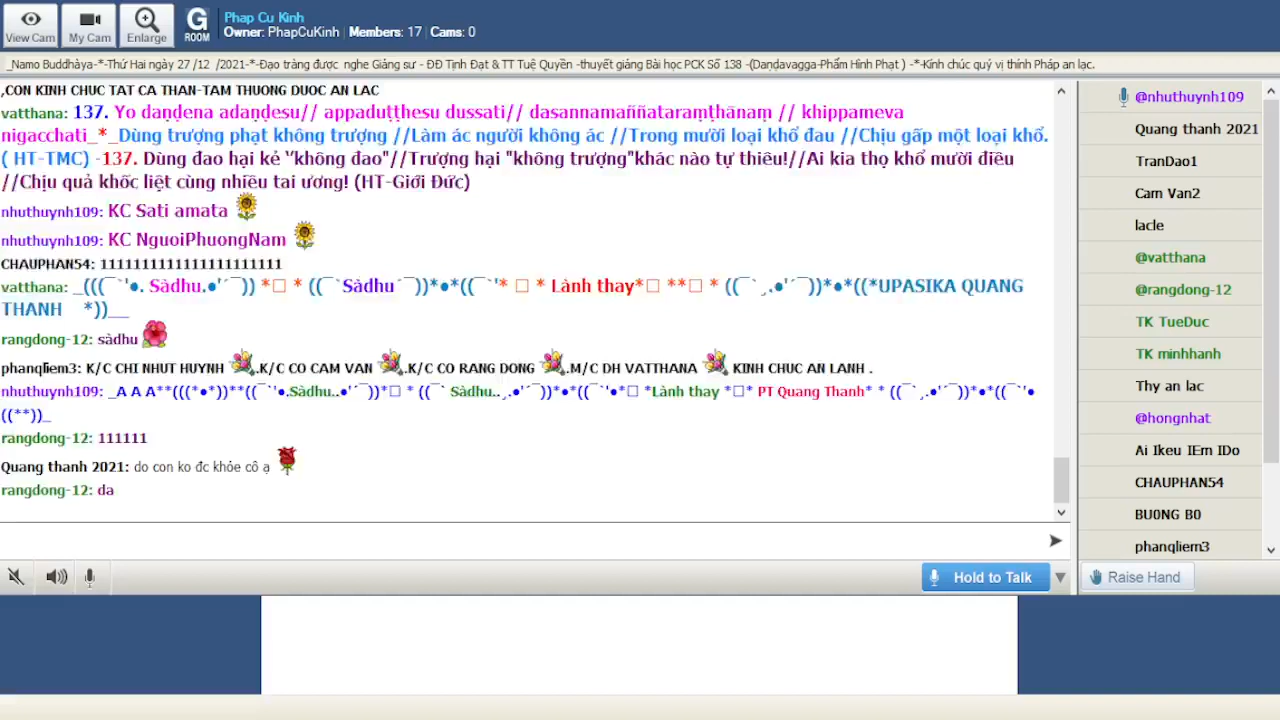 View Cam
My Cam
Enlarge
G
ROOM
Phap Cu Kinh
Owner: PhapCuKinh | Members: 17 | Cams: 0
_Namo Buddhàya-*-Thứ Hai ngày 27 /12 /2021-*-Đạo tràng được nghe Giảng sư - ĐĐ Tịnh Đạt & TT Tuệ Quyền -thuyết giảng Bài học PCK Số 138 -(Daṇḍavagga-Phẩm Hình Phạt ) -*-Kính chúc quý vị thính Pháp an lạc.
,CON KINH CHUC TAT CA THAN-TAM THUONG DUOC AN LAC
vatthana: 137. Yo daṇḍena adaṇḍesu// appaduṭṭhesu dussati// dasannamaññataraṃṭhānaṃ // khippameva
nigacchati_*_Dùng trượng phạt không trượng //Làm ác người không ác //Trong mười loại khổ đau //Chịu gấp một loại khổ.
( HT-TMC) -137. Dùng đao hại kẻ \"không đao"//Trượng hại "không trượng"khác nào tự thiêu!//Ai kia thọ khổ mười điều
//Chịu quả khốc liệt cùng nhiều tai ương! (HT-Giới Đức)
nhuthuynh109: KC Sati amata
nhuthuynh109: KC NguoiPhuongNam
CHAUPHAN54: 1111111111111111111111
vatthana: _(((¯`'●. Sàdhu.●'´¯)) *□ * ((¯`Sàdhu´¯))*●*((¯`'* □ * Lành thay*□ **□ * ((¯`¸.●'´¯))*●*((*UPASIKA QUANG
THANH *))__
rangdong-12: sàdhu
phanqliem3: K/C CHI NHUT HUYNH .K/C CO CAM VAN .K/C CO RANG DONG .M/C DH VATTHANA KINH CHUC AN LANH .
nhuthuynh109: _A A A**(((*●*))**((¯`'●.Sàdhu..●'´¯))*□ * ((¯` Sàdhu..¸.●'´¯))*●*((¯`'●*□ *Lành thay *□* PT Quang Thanh* * ((¯`¸.●'´¯))*●*((¯`'●
((**))_
rangdong-12: 111111
Quang thanh 2021: do con ko đc khỏe cô ạ
rangdong-12: da
Hold to Talk
@nhuthuynh109
Quang thanh 2021
TranDao1
Cam Van2
lacle
@vatthana
@rangdong-12
TK TueDuc
TK minhhanh
Thy an lac
@hongnhat
Ai Ikeu IEm IDo
CHAUPHAN54
BU0NG B0
phanqliem3
Raise Hand